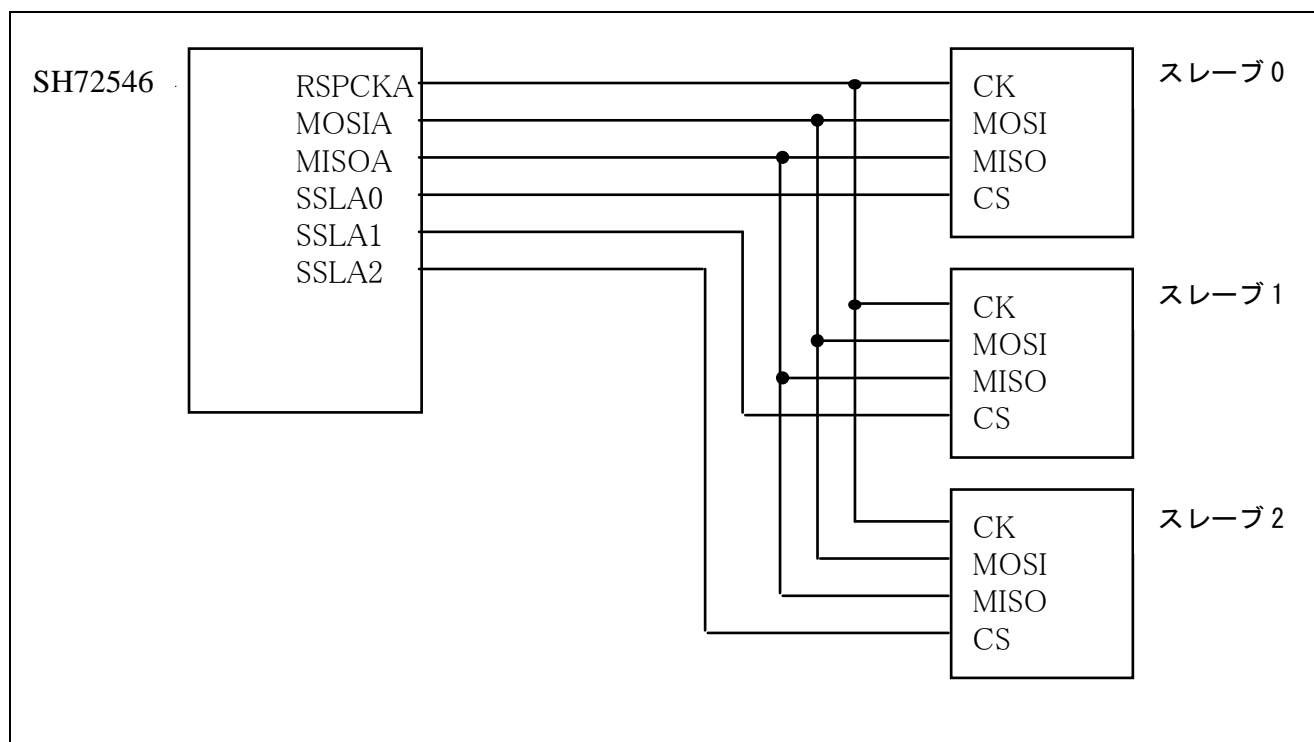 SH72546
RSPCKA
MOSIA
MISOA
SSLA0
SSLA1
SSLA2
CK
MOSI
MISO
CS
スレーブ0
CK
MOSI
MISO
CS
スレーブ1
CK
MOSI
MISO
CS
スレーブ2